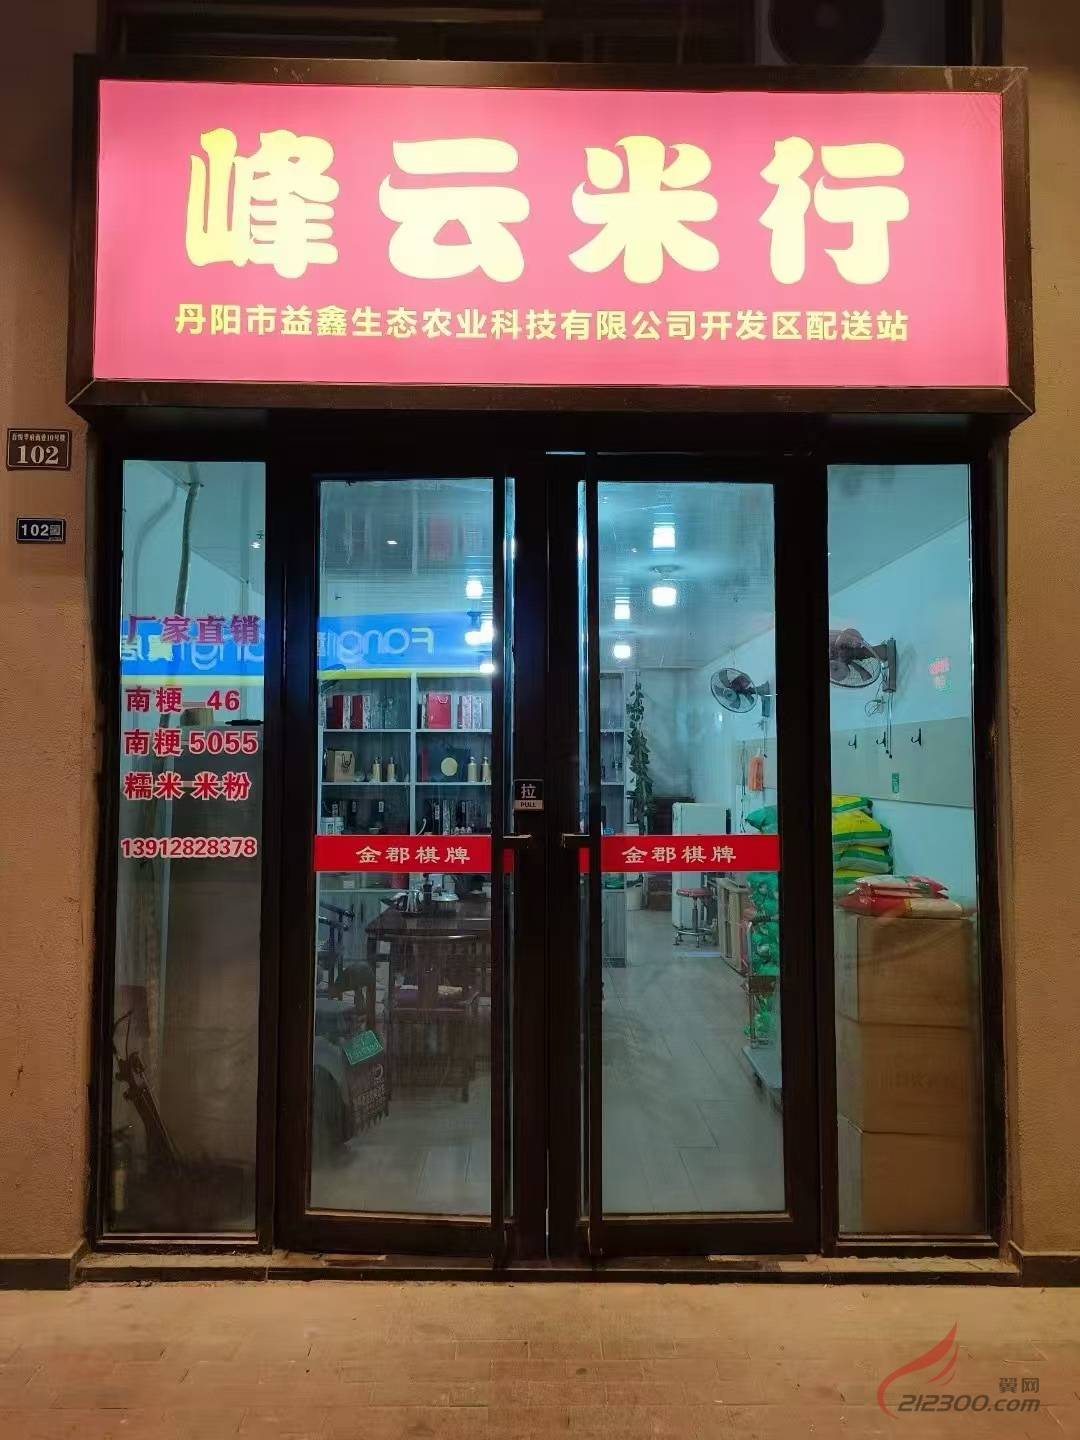 峰云米行
丹阳市益鑫生态农业科技有限公司开发区配送站
102
102
厂家直销
南粳 46
南粳 5055
糯米 米粉
13912828378
Fang
拉
PULL
金郡棋牌
金郡棋牌
翼网
212300.com